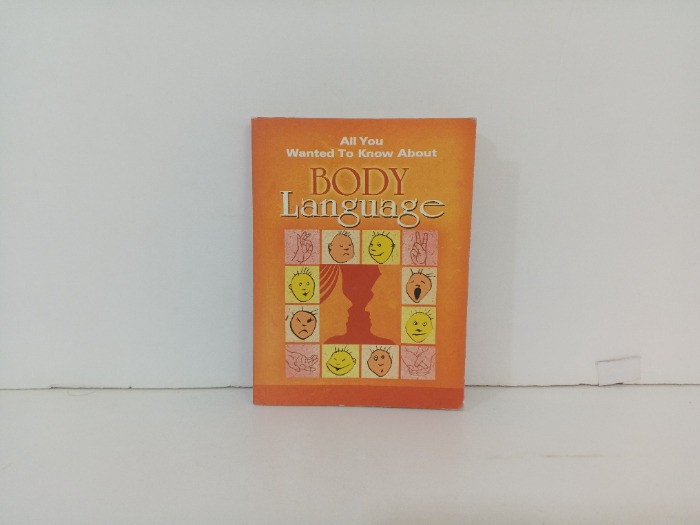 All You
Wanted To Know About
BODY
Language